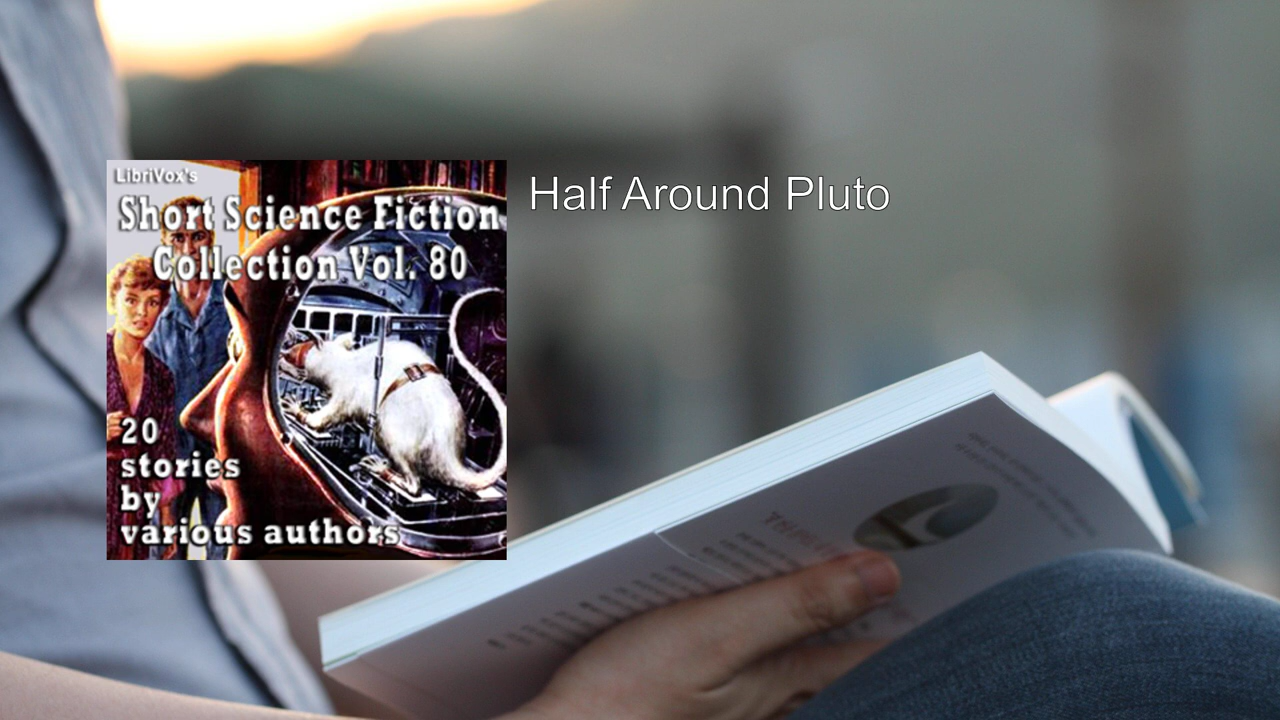 LibriVox's
Short Science Fiction
Collection Vol. 80
20
stories
by
various authors
Half Around Pluto